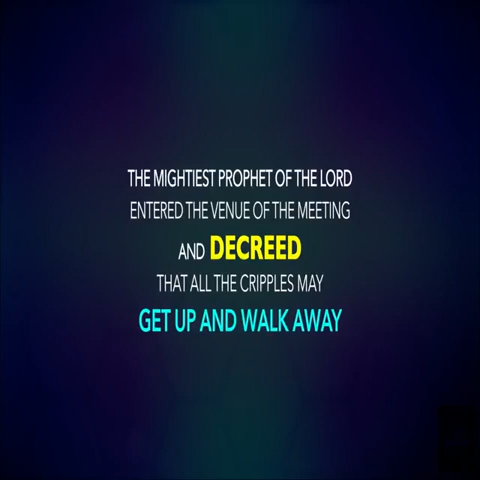 THE MIGHTIEST PROPHET OF THE LORD
ENTERED THE VENUE OF THE MEETING
AND DECREED
THAT ALL THE CRIPPLES MAY
GET UP AND WALK AWAY